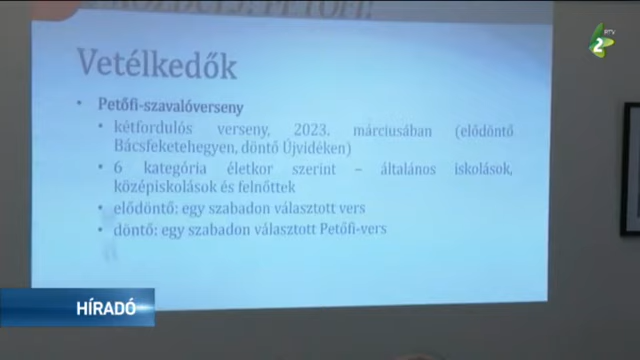 PETŐFI!
RTV
2
Vetélkedők
• Petőfi-szavalóverseny
• kétfordulós verseny, 2023. márciusában (elődöntő
Bácsfeketehegyen, döntő Újvidéken)
• 6 kategória életkor szerint – általános iskolások,
középiskolások és felnőttek
• elődöntő: egy szabadon választott vers
• döntő: egy szabadon választott Petőfi-vers
HÍRADÓ